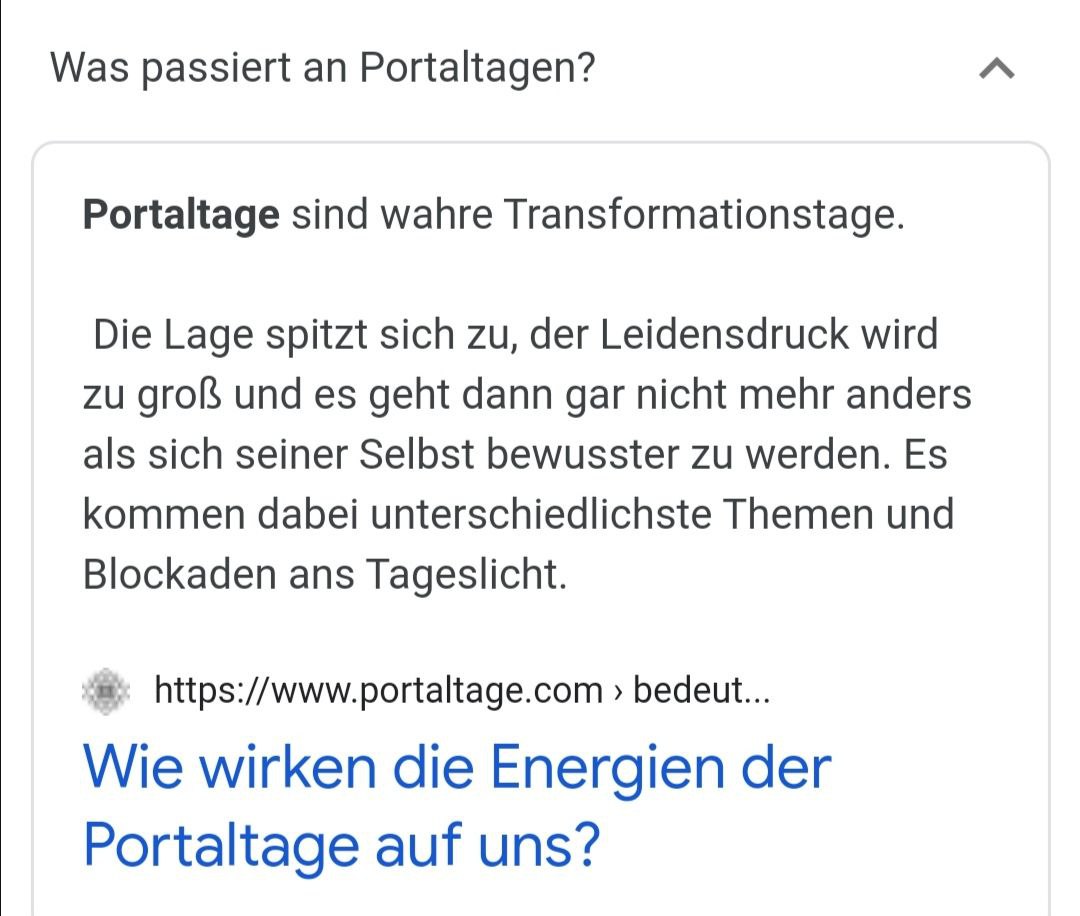 Was passiert an Portaltagen?
Portaltage sind wahre Transformationstage.
Die Lage spitzt sich zu, der Leidensdruck wird
zu groß und es geht dann gar nicht mehr anders
als sich seiner Selbst bewusster zu werden. Es
kommen dabei unterschiedlichste Themen und
Blockaden ans Tageslicht.
https://www.portaltage.com › bedeut...
Wie wirken die Energien der
Portaltage auf uns?